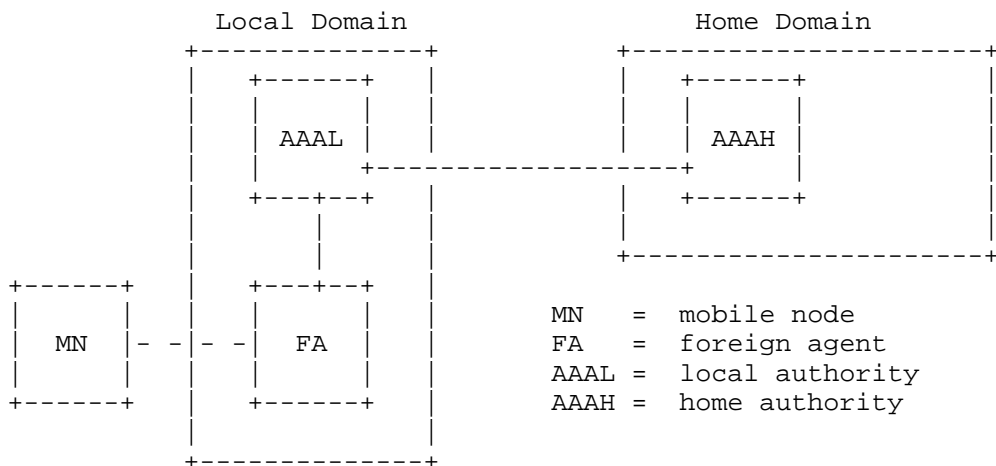 Local Domain Home Domain
AAAL AAAH
MN FA
MN = mobile node
FA = foreign agent
AAAL = local authority
AAAH = home authority